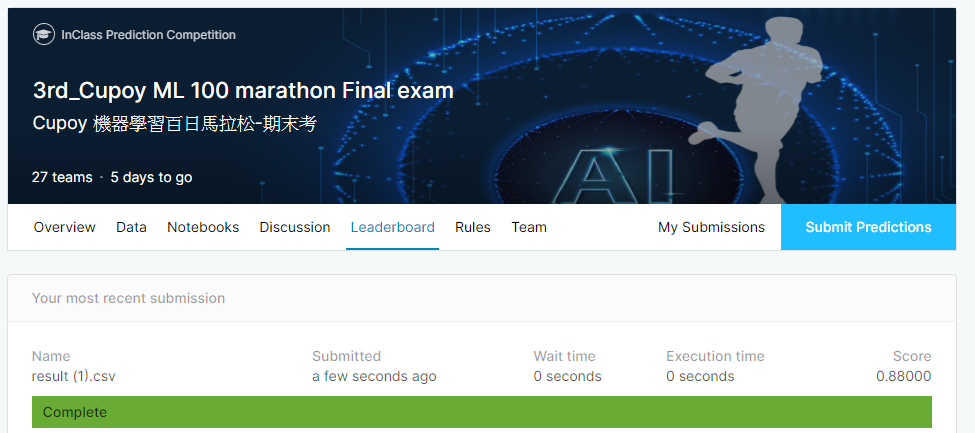 InClass Prediction Competition
3rd_Cupoy ML 100 marathon Final exam
Cupoy 機器學習百日馬拉松-期末考
27 teams · 5 days to go
AI
Overview Data Notebooks Discussion Leaderboard Rules Team My Submissions Submit Predictions
Your most recent submission
Name Submitted Wait time Execution time Score
result (1).csv a few seconds ago 0 seconds 0 seconds 0.88000
Complete